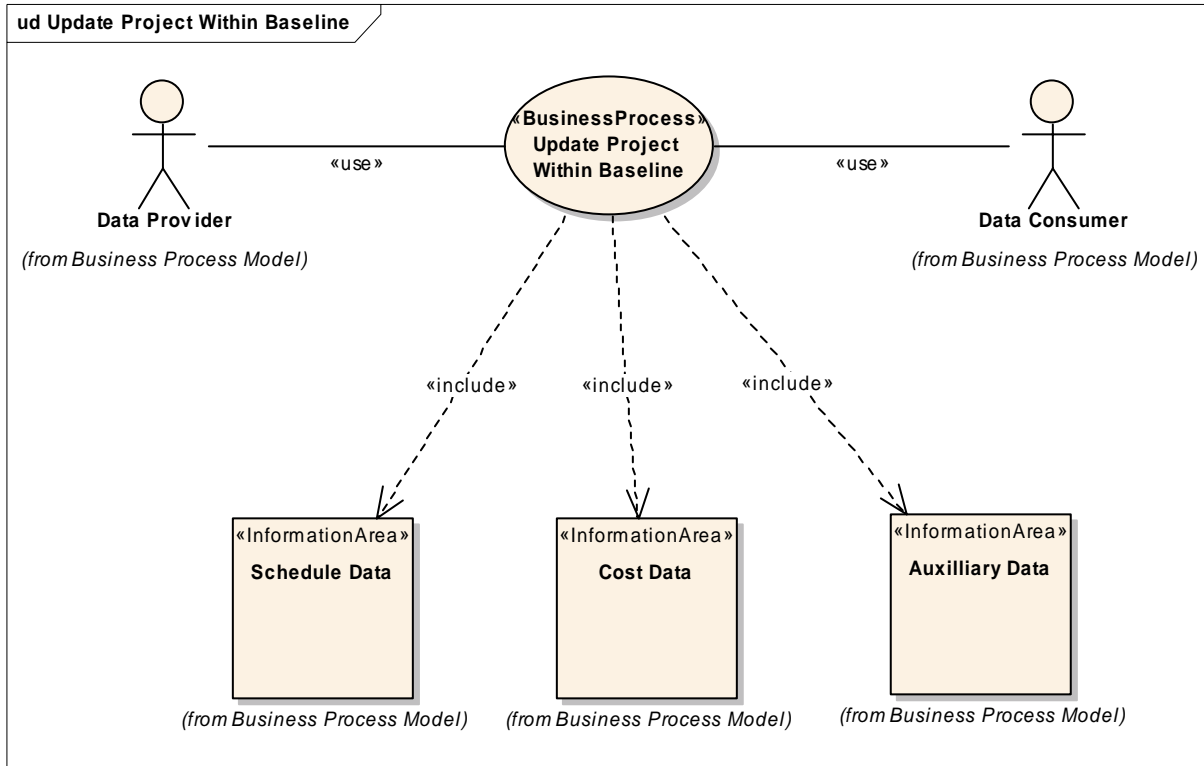 ud Update Project Within Baseline
«BusinessProcess»
Update Project
Within Baseline
«use»
«use»
Data Provider
(from Business Process Model)
Data Consumer
(from Business Process Model)
«include»
«include»
«include»
«InformationArea»
Schedule Data
(from Business Process Model)
«InformationArea»
Cost Data
(from Business Process Model)
«InformationArea»
Auxilliary Data
(from Business Process Model)